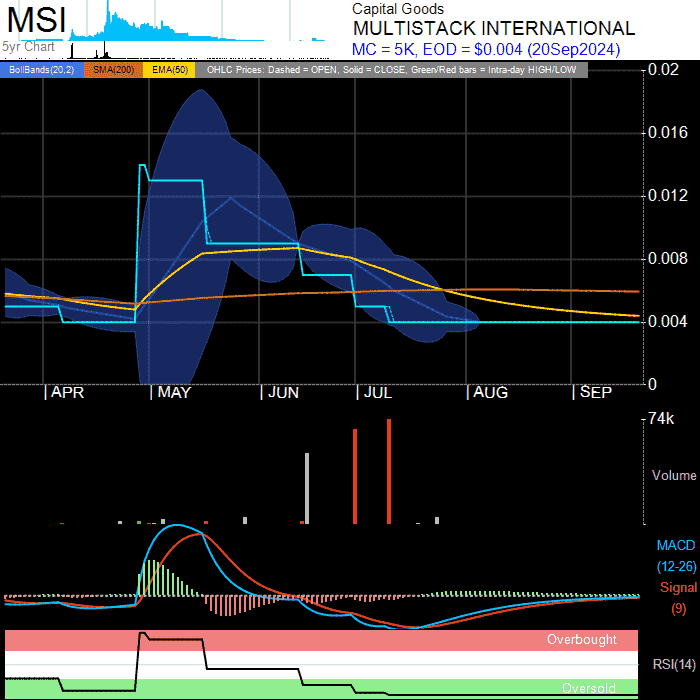 MSI
5yr Chart
Capital Goods
MULTISTACK INTERNATIONAL
MC = 5K, EOD = $0.004 (20Sep2024)
BollBands(20,2) SMA(200) EMA(50) OHLC Prices: Dashed = OPEN, Solid = CLOSE, Green/Red bars = Intra-day HIGH/LOW
0.02
0.016
0.012
0.008
0.004
0
APR MAY JUN JUL AUG SEP
74k
Volume
MACD
(12-26)
Signal
(9)
Overbought
RSI(14)
Oversold